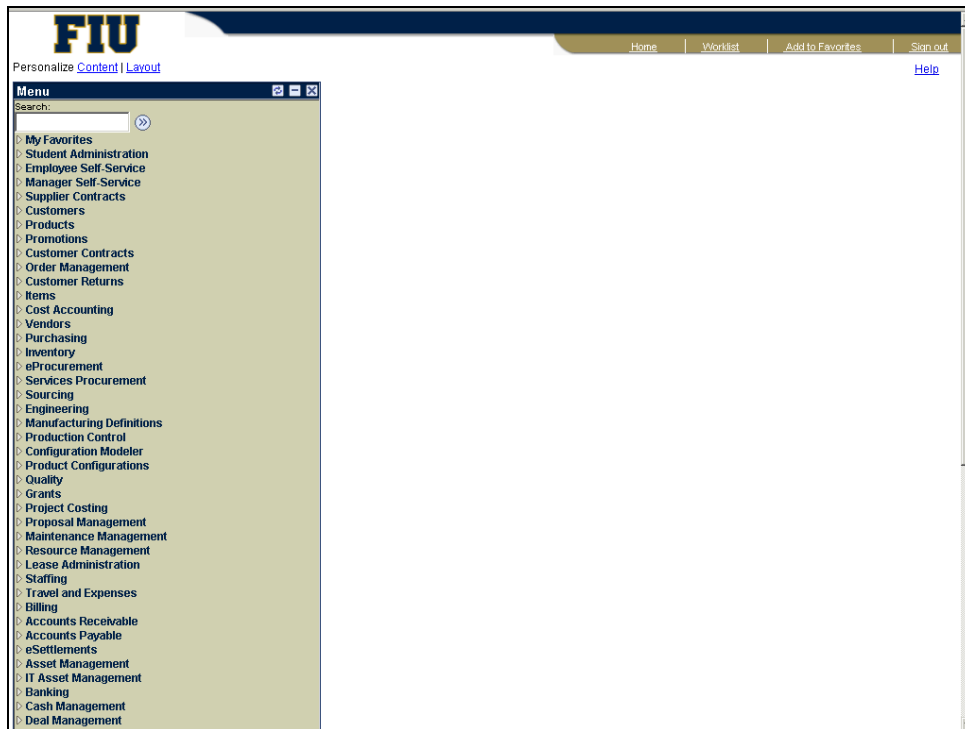 FIU
Home Worklist Add to Favorites Sign out
Personalize Content | Layout
Help
Menu
Search:
My Favorites
Student Administration
Employee Self-Service
Manager Self-Service
Supplier Contracts
Customers
Products
Promotions
Customer Contracts
Order Management
Customer Returns
Items
Cost Accounting
Vendors
Purchasing
Inventory
eProcurement
Services Procurement
Sourcing
Engineering
Manufacturing Definitions
Production Control
Configuration Modeler
Product Configurations
Quality
Grants
Project Costing
Proposal Management
Maintenance Management
Resource Management
Lease Administration
Staffing
Travel and Expenses
Billing
Accounts Receivable
Accounts Payable
eSettlements
Asset Management
IT Asset Management
Banking
Cash Management
Deal Management